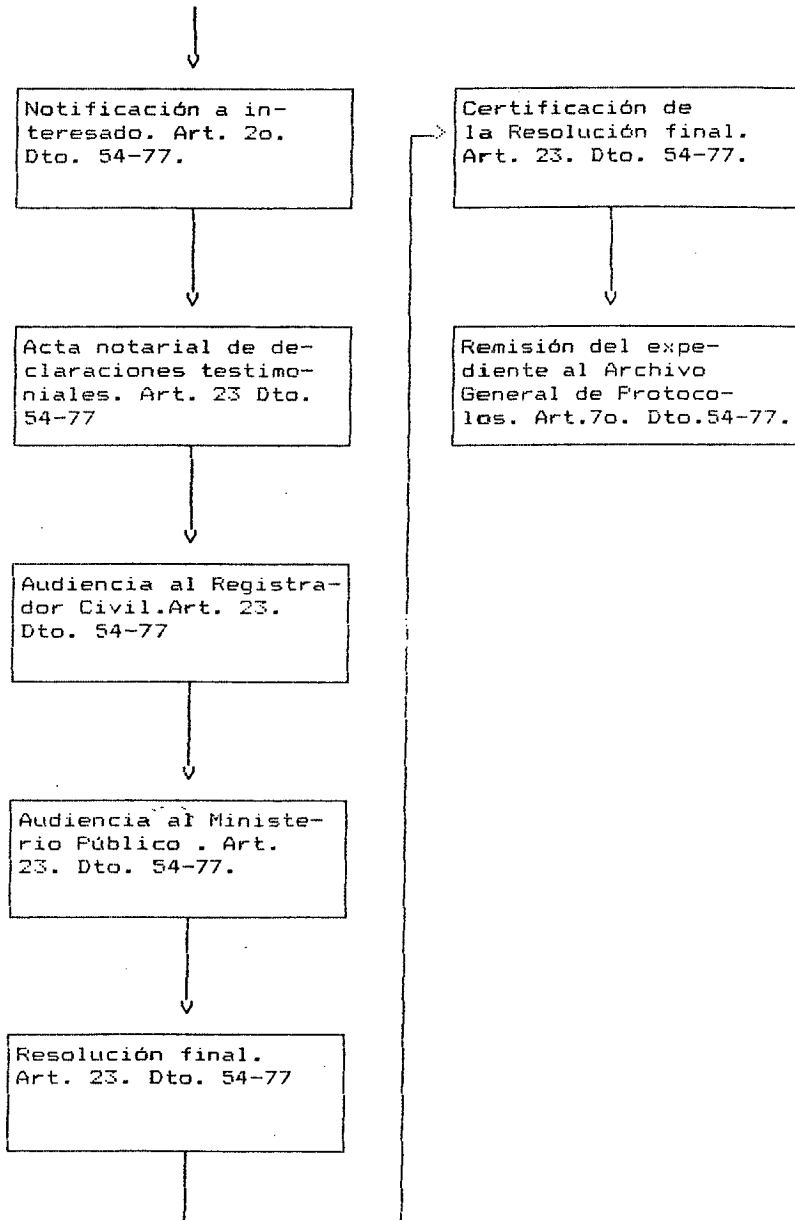 Notificación a in-
teresado. Art. 2o.
Dto. 54-77.
Acta notarial de de-
claraciones testimo-
niales. Art. 23 Dto.
54-77
Audiencia al Registra-
dor Civil.Art. 23.
Dto. 54-77
Audiencia al Ministe-
rio Público . Art.
23. Dto. 54-77.
Resolución final.
Art. 23. Dto. 54-77
Certificación de
la Resolución final.
Art. 23. Dto. 54-77.
Remisión del expe-
diente al Archivo
General de Protoco-
los. Art.7o. Dto.54-77.